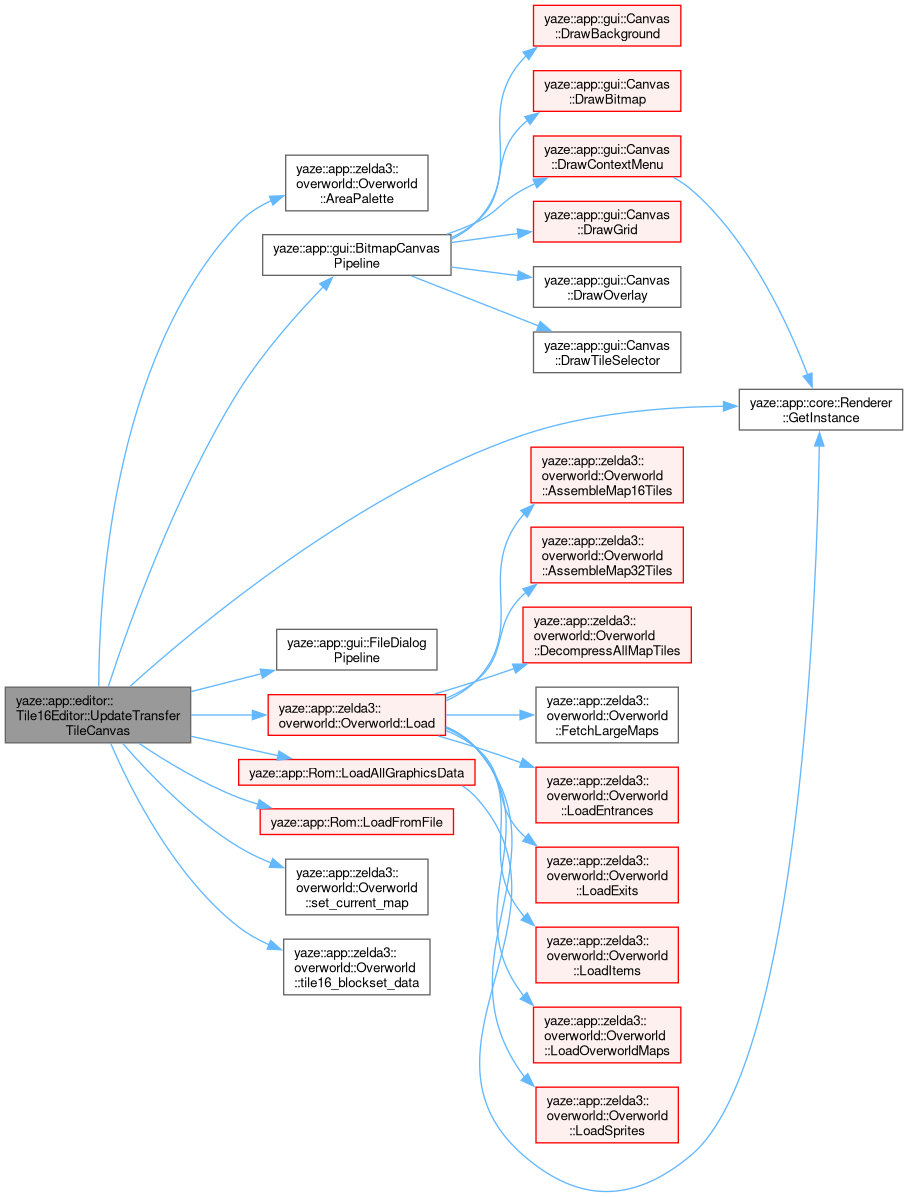 yaze::app::gui::Canvas
::DrawBackground
yaze::app::gui::Canvas
::DrawBitmap
yaze::app::gui::Canvas
::DrawContextMenu
yaze::app::zelda3::
overworld::Overworld
::AreaPalette
yaze::app::gui::Canvas
::DrawGrid
yaze::app::gui::BitmapCanvas
Pipeline
yaze::app::gui::Canvas
::DrawOverlay
yaze::app::gui::Canvas
::DrawTileSelector
yaze::app::core::Renderer
::GetInstance
yaze::app::zelda3::
overworld::Overworld
::AssembleMap16Tiles
yaze::app::zelda3::
overworld::Overworld
::AssembleMap32Tiles
yaze::app::zelda3::
overworld::Overworld
::DecompressAllMapTiles
yaze::app::gui::FileDialog
Pipeline
yaze::app::editor::
Tile16Editor::UpdateTransfer
TileCanvas
yaze::app::zelda3::
overworld::Overworld::Load
yaze::app::zelda3::
overworld::Overworld
::FetchLargeMaps
yaze::app::Rom::LoadAllGraphicsData
yaze::app::zelda3::
overworld::Overworld
::LoadEntrances
yaze::app::Rom::LoadFromFile
yaze::app::zelda3::
overworld::Overworld
::LoadExits
yaze::app::zelda3::
overworld::Overworld
::set_current_map
yaze::app::zelda3::
overworld::Overworld
::LoadItems
yaze::app::zelda3::
overworld::Overworld
::tile16_blockset_data
yaze::app::zelda3::
overworld::Overworld
::LoadOverworldMaps
yaze::app::zelda3::
overworld::Overworld
::LoadSprites